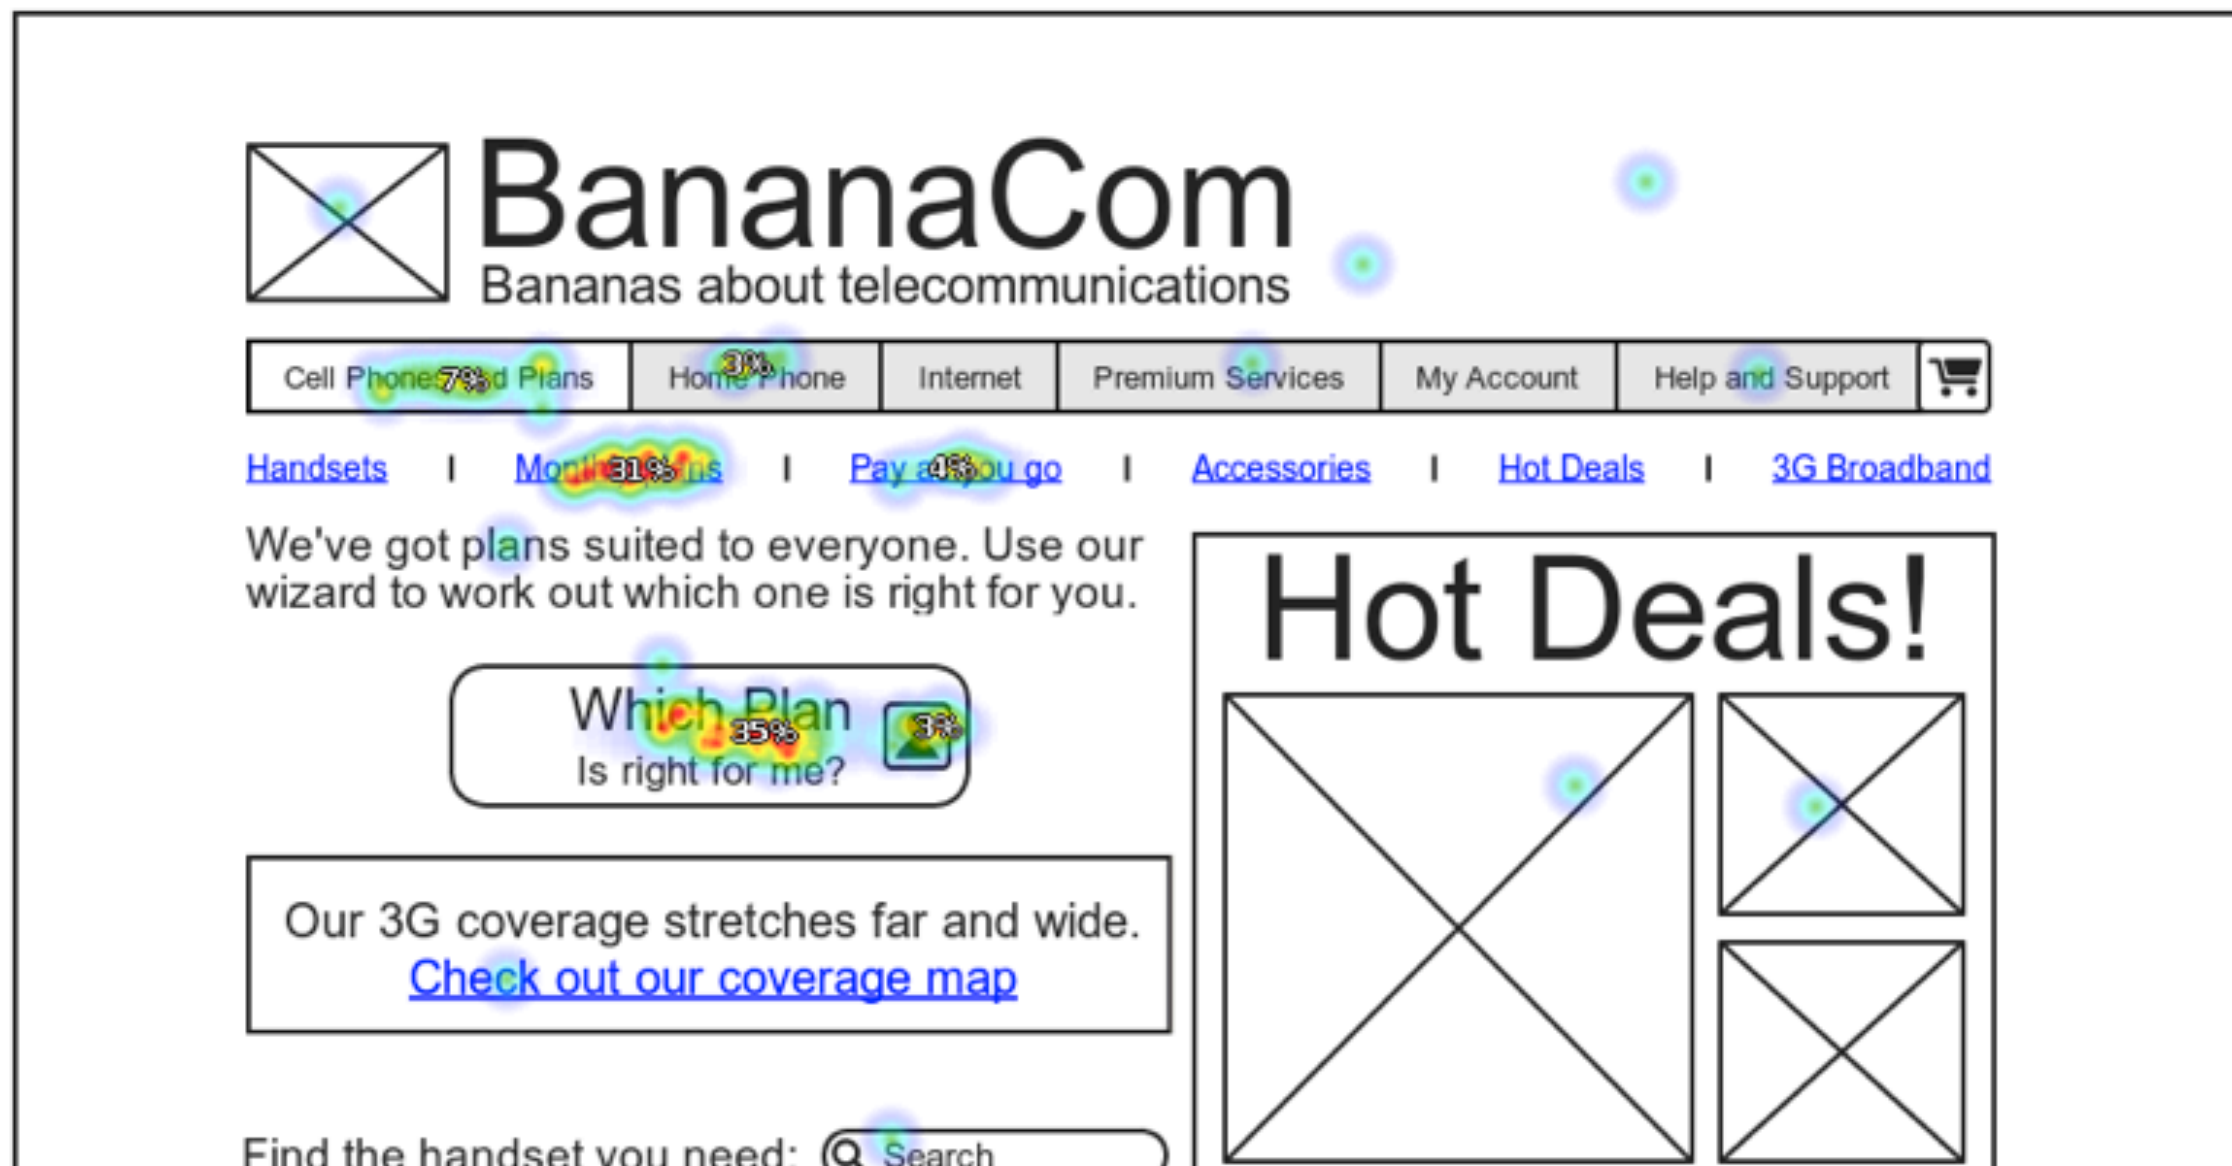 BananaCom
Bananas about telecommunications
Cell Phones and Plans Home Phone Internet Premium Services My Account Help and Support
7% 3%
Handsets | Monthly Plans | Pay as you go | Accessories | Hot Deals | 3G Broadband
31% 4%
We've got plans suited to everyone. Use our
wizard to work out which one is right for you.
Which Plan
35% 3%
Is right for me?
Our 3G coverage stretches far and wide.
Check out our coverage map
Find the handset you need: Search
Hot Deals!